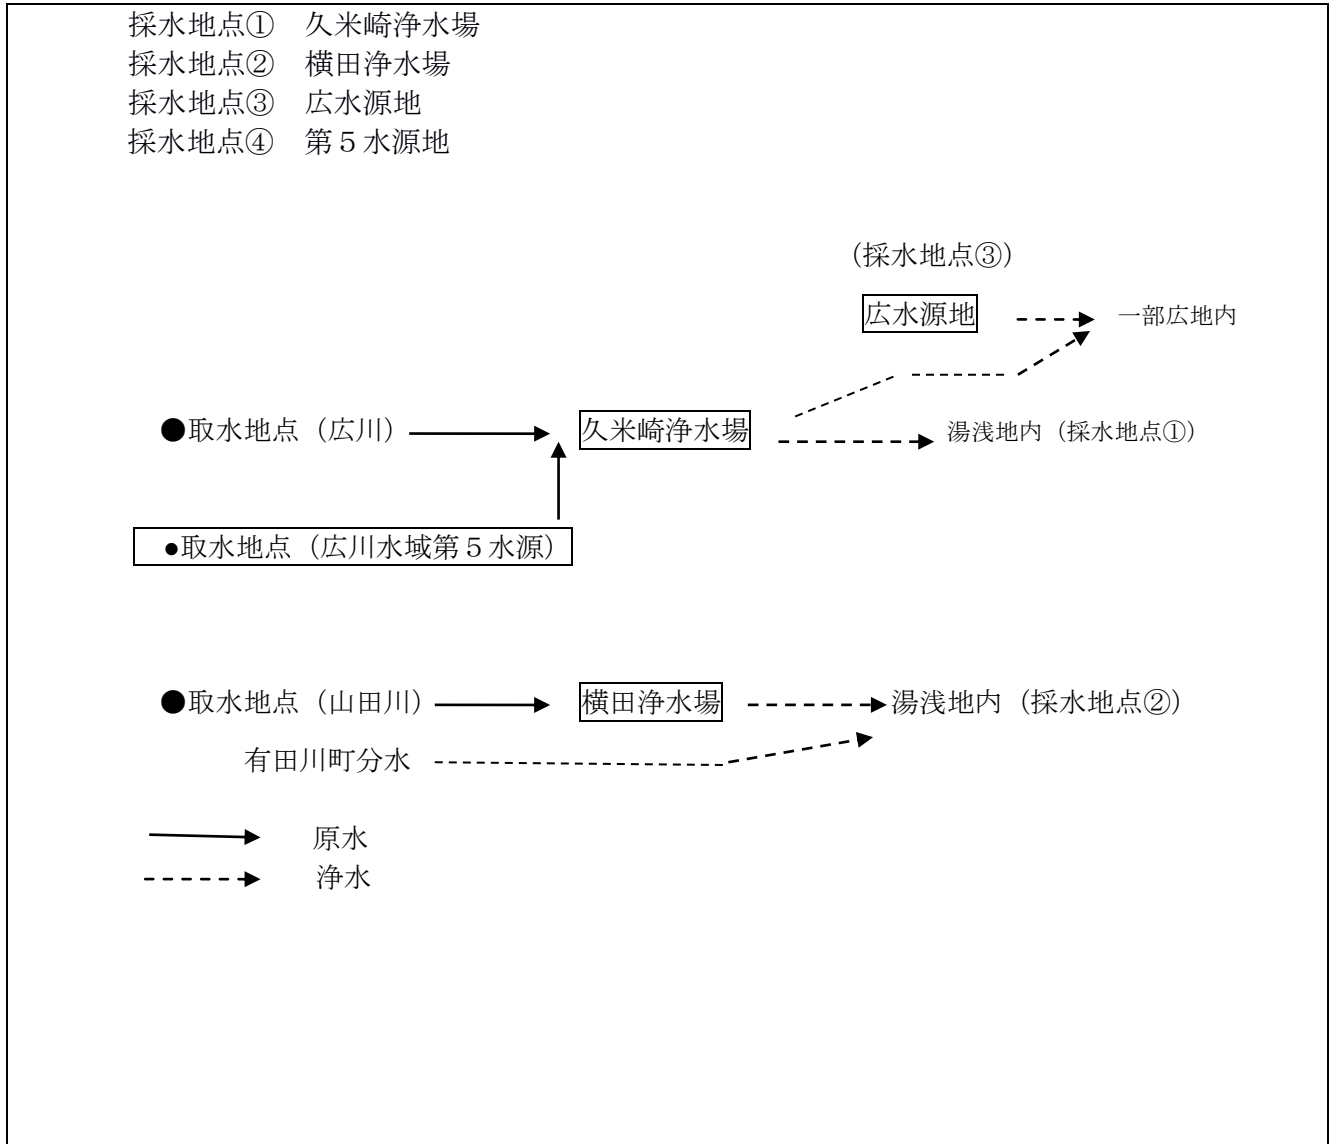 採水地点①　久米崎浄水場
採水地点②　横田浄水場
採水地点③　広水源地
採水地点④　第５水源地
（採水地点③）
広水源地
一部広地内
●取水地点（広川）
久米崎浄水場
湯浅地内（採水地点①）
●取水地点（広川水域第５水源）
●取水地点（山田川）
横田浄水場
湯浅地内（採水地点②）
有田川町分水
原水
浄水